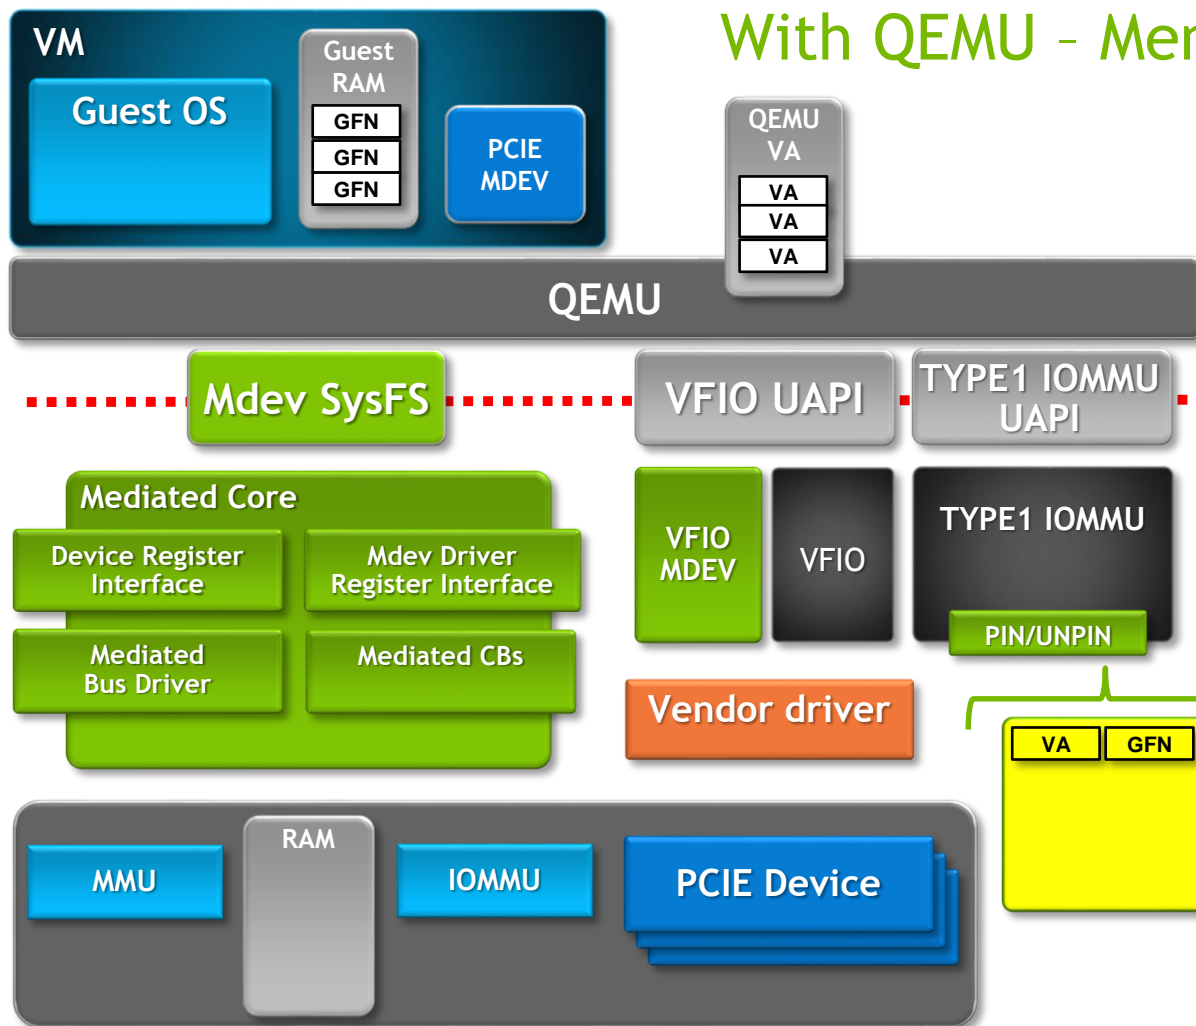 With QEMU – Mem
VM
Guest OS
Guest
RAM
GFN
GFN
GFN
PCIE
MDEV
QEMU
VA
VA
VA
VA
QEMU
Mdev SysFS
VFIO UAPI
TYPE1 IOMMU
UAPI
Mediated Core
Device Register
Interface
Mdev Driver
Register Interface
Mediated
Bus Driver
Mediated CBs
VFIO
MDEV
VFIO
TYPE1 IOMMU
PIN/UNPIN
Vendor driver
VA
GFN
MMU
RAM
IOMMU
PCIE Device